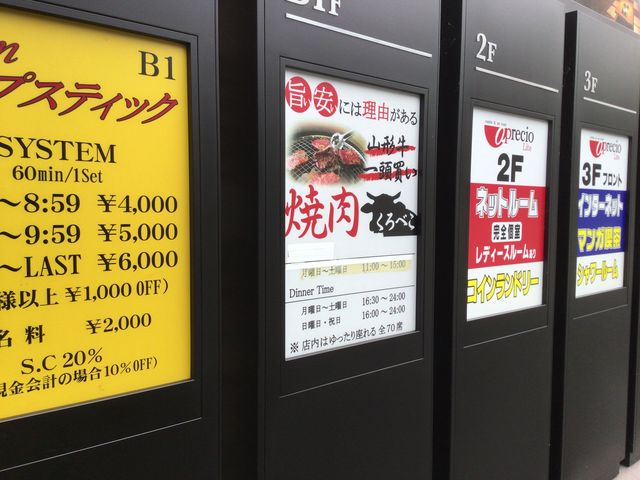 B1
プスティック
SYSTEM
60min/1Set
～8:59 ¥4,000
～9:59 ¥5,000
～LAST ¥6,000
様以上 ¥1,000 OFF)
名料 ¥2,000
S.C 20%
現金会計の場合10%OFF)
旨い安いには理由がある
山形牛
一頭買い
焼肉
くろべこ
月曜日～土曜日 11:00 ～ 15:00
Dinner Time
月曜日～土曜日 16:30 ～ 24:00
日曜日・祝日 16:00 ～ 24:00
※ 店内はゆったり座れる 全70席
2F
aprecio
Lite
2F
ネットルーム
完全個室
レディースルームあり
コインランドリー
3F
aprecio
Lite
3F フロント
インターネット
マンガ喫茶
シャワールーム